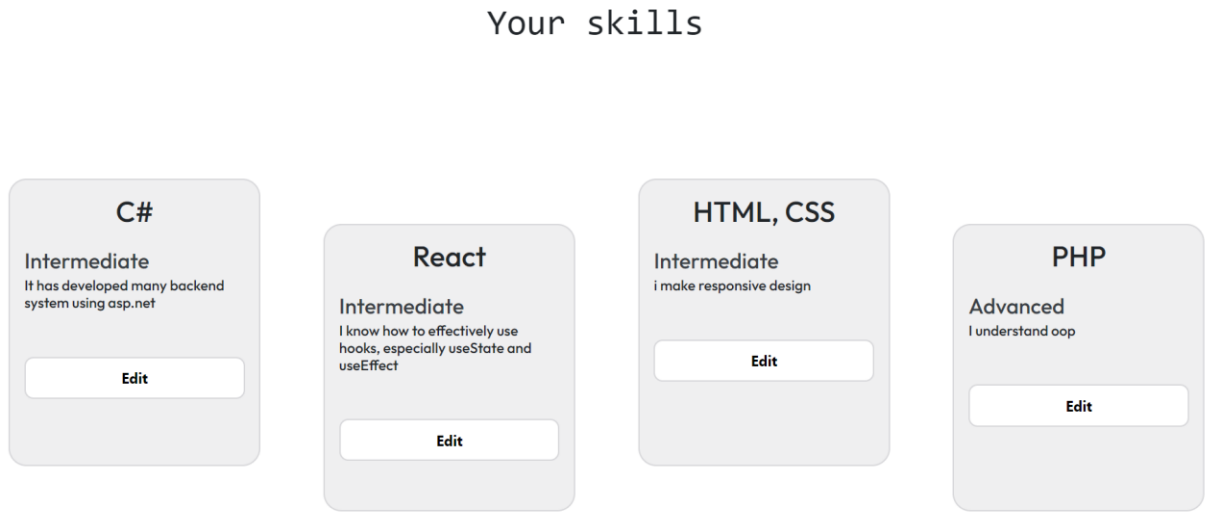 Your skills
C#
Intermediate
It has developed many backend
system using asp.net
Edit
React
Intermediate
I know how to effectively use
hooks, especially useState and
useEffect
Edit
HTML, CSS
Intermediate
i make responsive design
Edit
PHP
Advanced
I understand oop
Edit